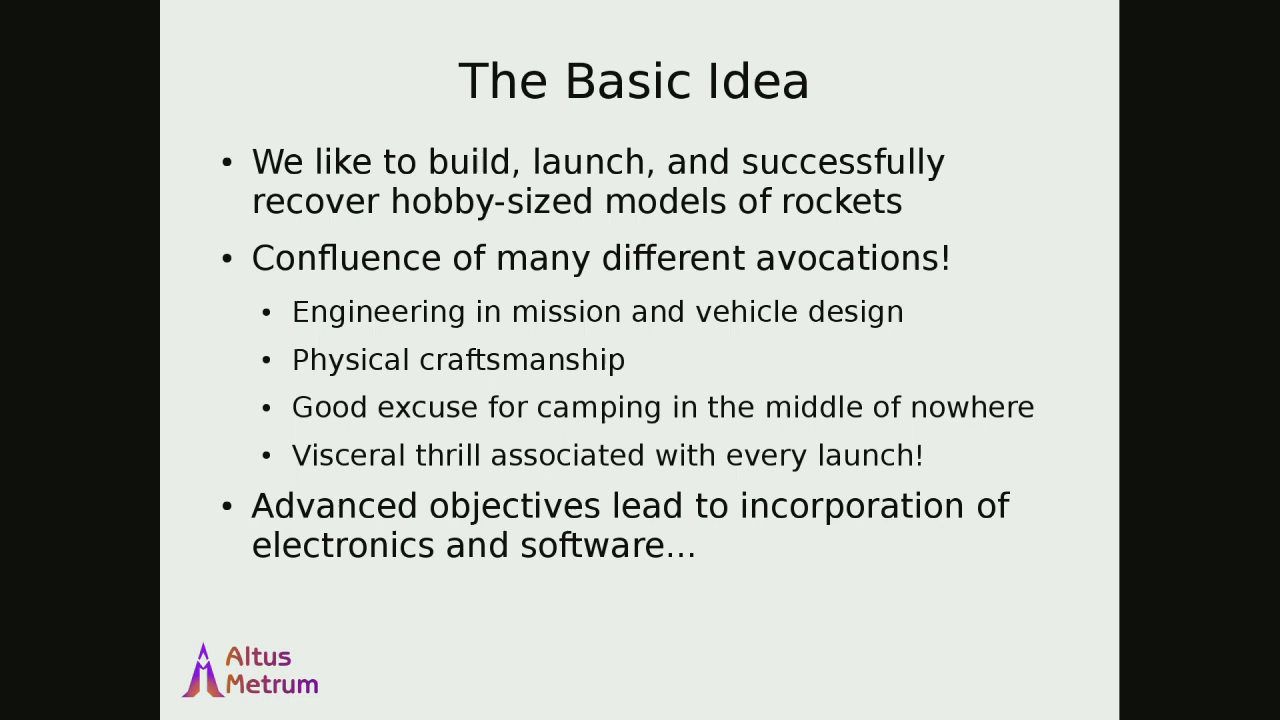 The Basic Idea
• We like to build, launch, and successfully
recover hobby-sized models of rockets
• Confluence of many different avocations!
• Engineering in mission and vehicle design
• Physical craftsmanship
• Good excuse for camping in the middle of nowhere
• Visceral thrill associated with every launch!
• Advanced objectives lead to incorporation of
electronics and software...
Altus
Metrum